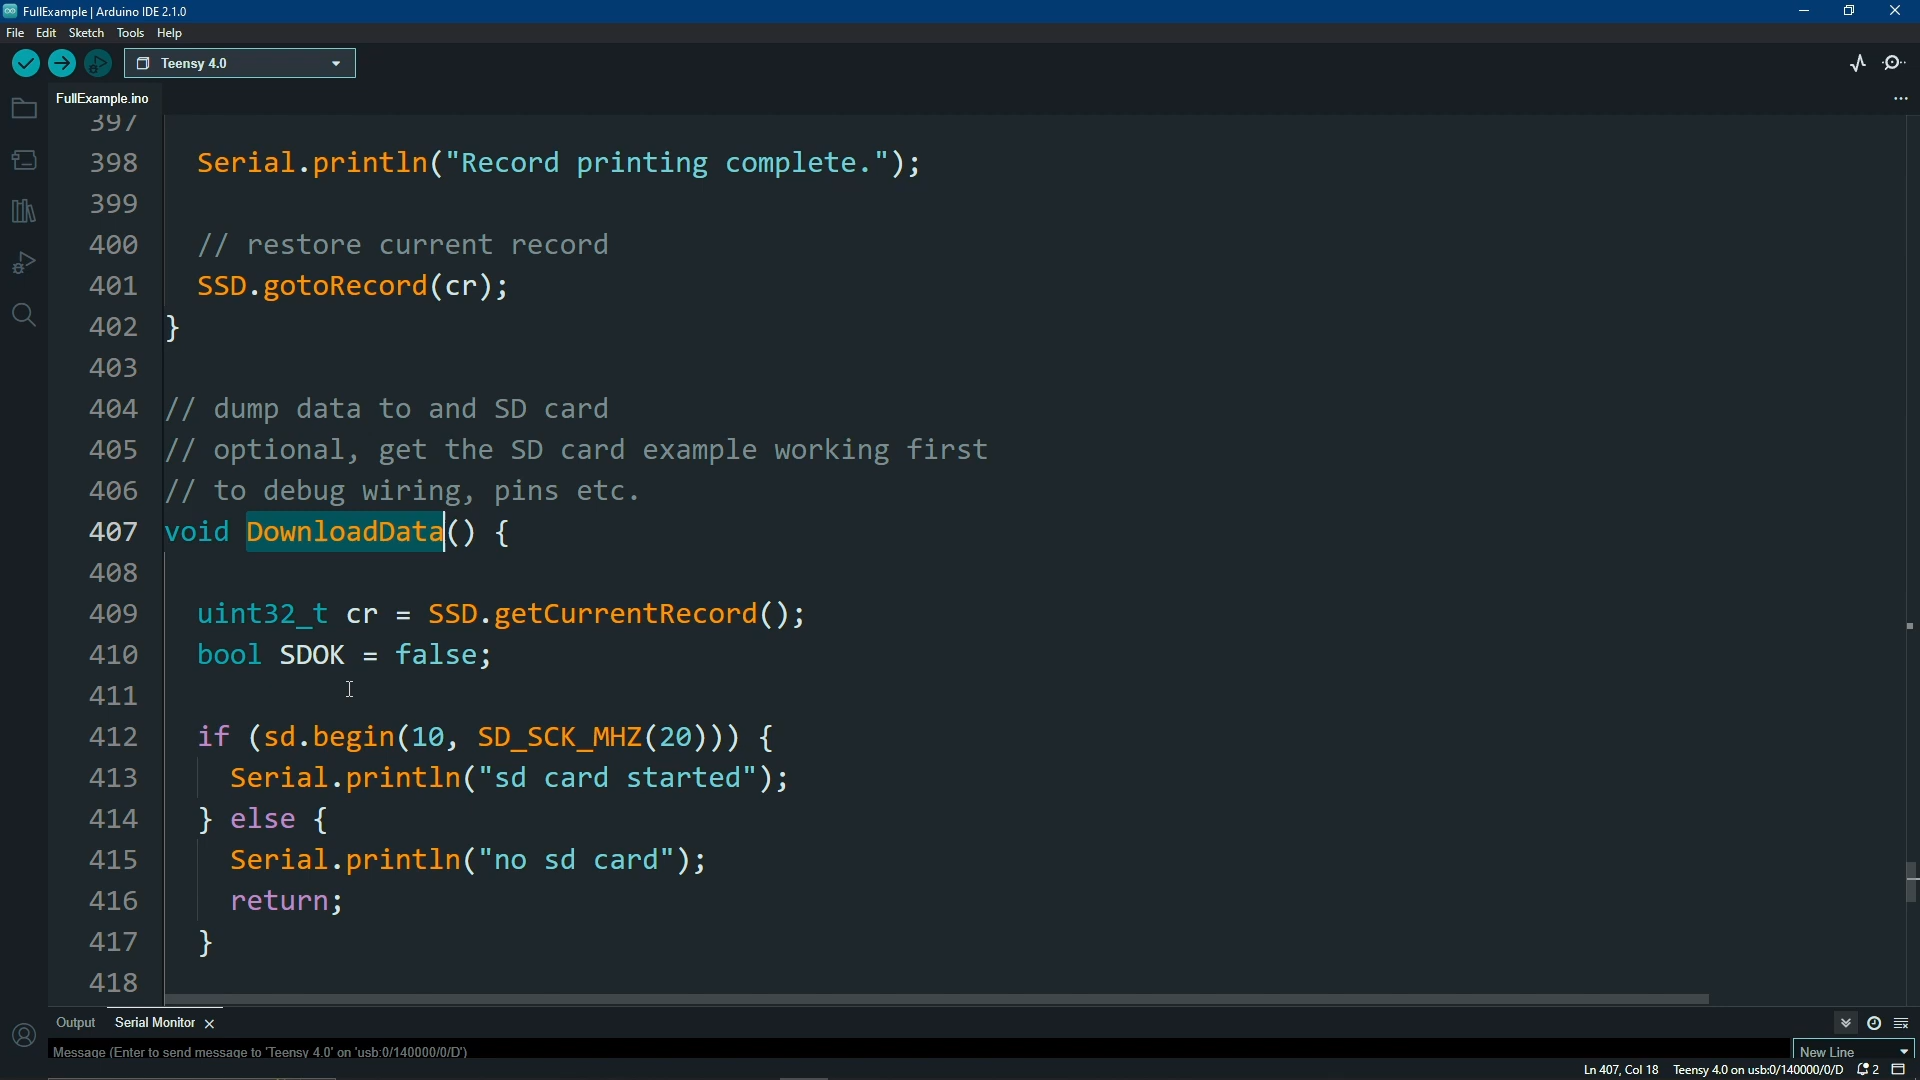 FullExample | Arduino IDE 2.1.0
File Edit Sketch Tools Help
Teensy 4.0
FullExample.ino
397
398 Serial.println("Record printing complete.");
399
400 // restore current record
401 SSD.gotoRecord(cr);
402 }
403
404 // dump data to and SD card
405 // optional, get the SD card example working first
406 // to debug wiring, pins etc.
407 void DownloadData() {
408
409 uint32_t cr = SSD.getCurrentRecord();
410 bool SDOK = false;
411
412 if (sd.begin(10, SD_SCK_MHZ(20))) {
413 Serial.println("sd card started");
414 } else {
415 Serial.println("no sd card");
416 return;
417 }
418
Output Serial Monitor
Message (Enter to send message to 'Teensy 4.0' on 'usb:0/140000/0/D')
New Line
Ln 407, Col 18 Teensy 4.0 on usb:0/140000/0/D 2